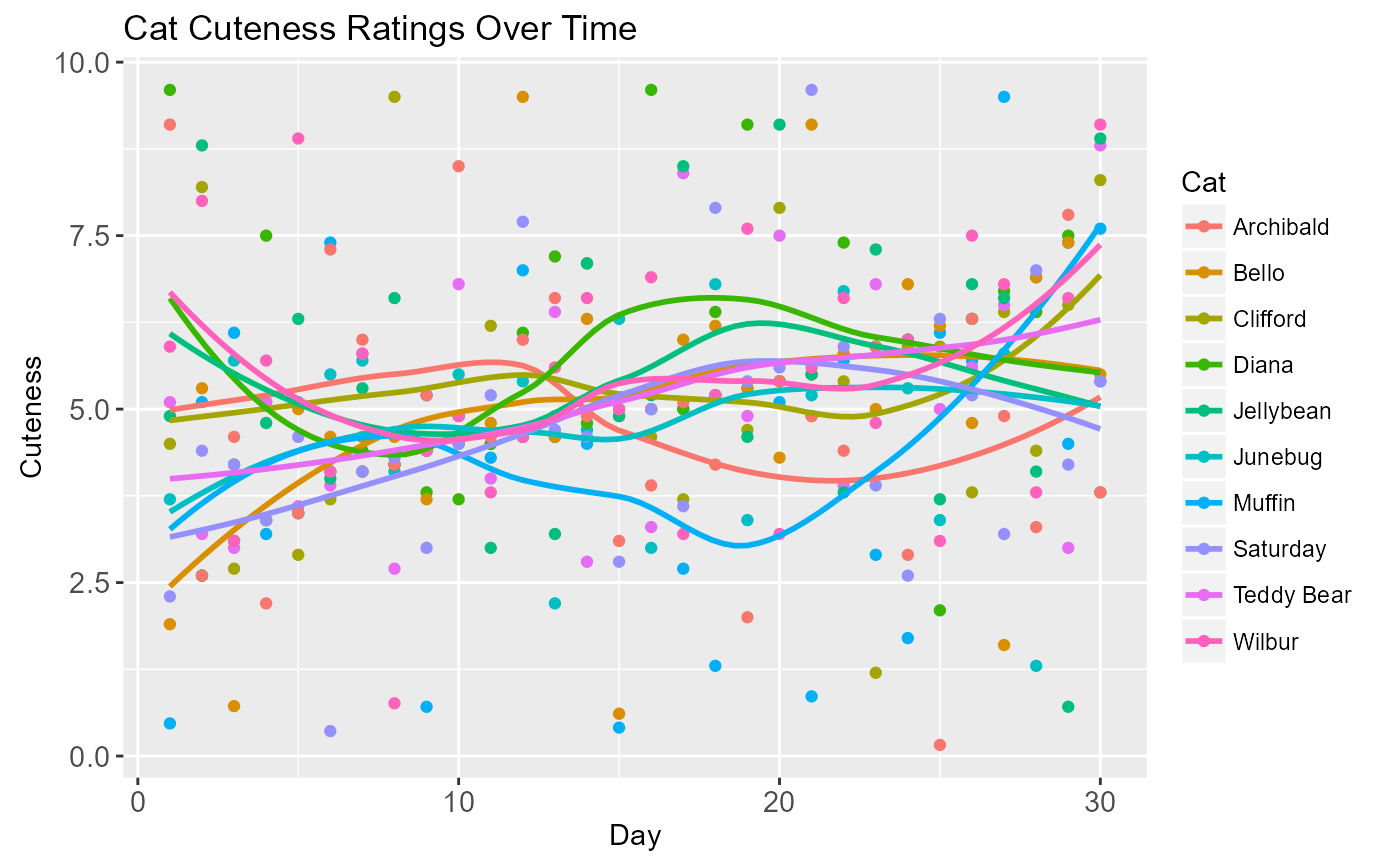 Cat Cuteness Ratings Over Time
10.0
7.5
5.0
2.5
0.0
Cuteness
0 10 20 30
Day
Cat
Archibald
Bello
Clifford
Diana
Jellybean
Junebug
Muffin
Saturday
Teddy Bear
Wilbur